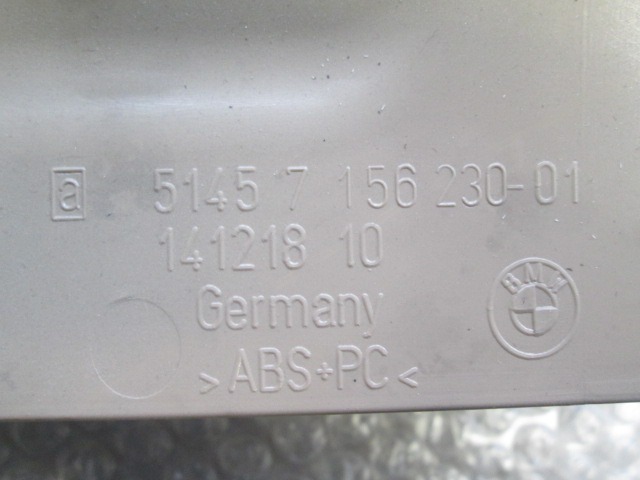 a 5145 7 156 230-01
141218 10
Germany
>ABS+PC<
BMW